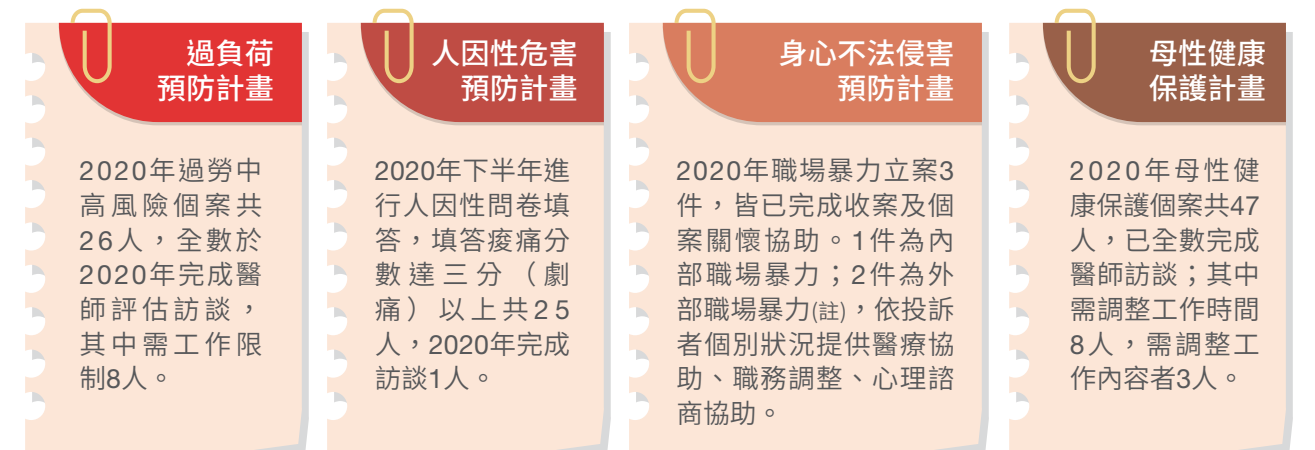 過負荷
預防計畫
2020年過勞中
高風險個案共
26人，全數於
2020年完成醫
師評估訪談，
其中需工作限
制8人。
人因性危害
預防計畫
2020年下半年進
行人因性問卷填
答，填答痠痛分
數達三分（劇
痛）以上共25
人，2020年完成
訪談1人。
身心不法侵害
預防計畫
2020年職場暴力立案3
件，皆已完成收案及個
案關懷協助。1件為內
部職場暴力；2件為外
部職場暴力(註)，依投訴
者個別狀況提供醫療協
助、職務調整、心理諮
商協助。
母性健康
保護計畫
2020年母性健
康保護個案共47
人，已全數完成
醫師訪談；其中
需調整工作時間
8人，需調整工
作內容者3人。